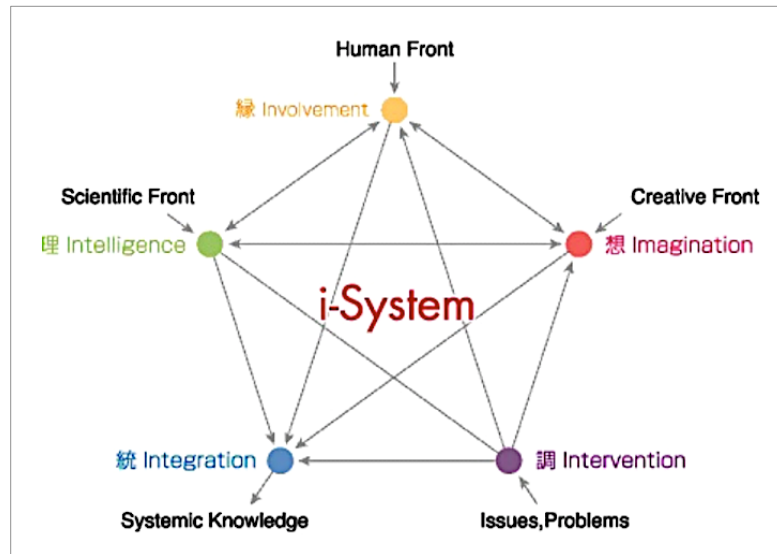 Human Front
縁 Involvement
Scientific Front
Creative Front
理 Intelligence
想 Imagination
i-System
統 Integration
調 Intervention
Systemic Knowledge
Issues,Problems